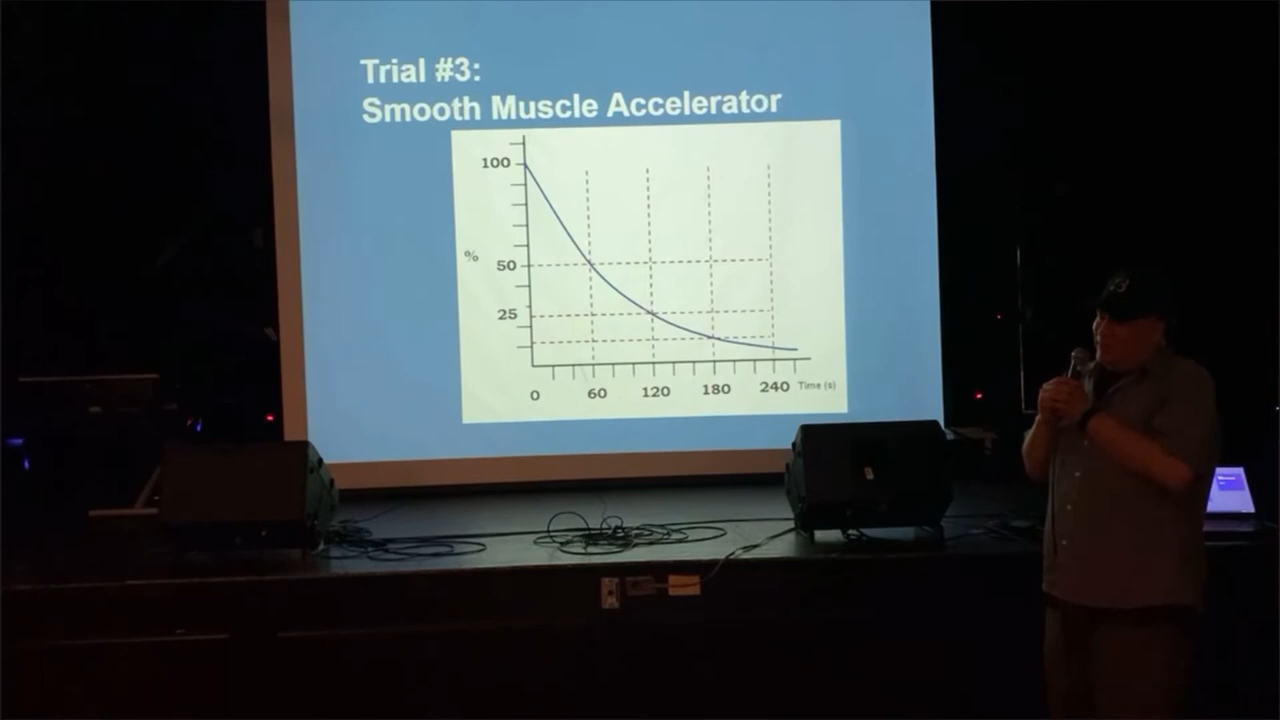 Trial #3:
Smooth Muscle Accelerator
100
%
50
25
0 60 120 180 240 Time (s)